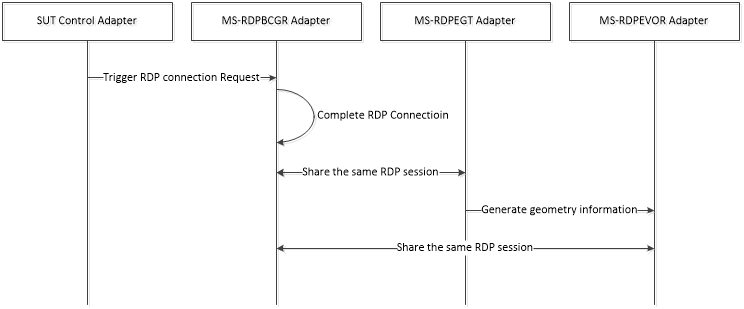 SUT Control Adapter
MS-RDPBCGR Adapter
MS-RDPEGT Adapter
MS-RDPEVOR Adapter
Trigger RDP connection Request
Complete RDP Connectioin
Share the same RDP session
Generate geometry information
Share the same RDP session